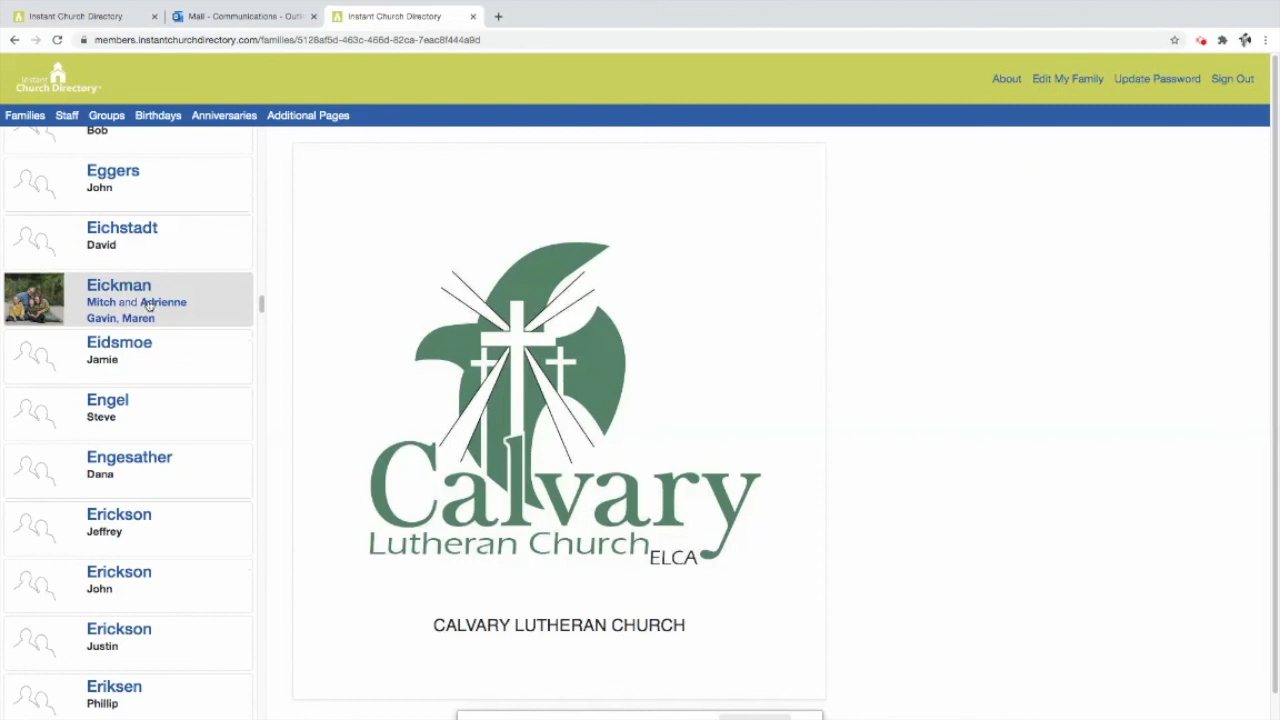 Instant Church Directory
Mail - Communications - Outl
Instant Church Directory
members.instantchurchdirectory.com/families/5128af5d-463c-466d-82ca-7eac8f444a9d
Instant
Church Directory
About Edit My Family Update Password Sign Out
Families Staff Groups Birthdays Anniversaries Additional Pages
Bob
Eggers
John
Eichstadt
David
Eickman
Mitch and Adrienne
Gavin, Maren
Eidsmoe
Jamie
Engel
Steve
Engesather
Dana
Erickson
Jeffrey
Erickson
John
Erickson
Justin
Eriksen
Phillip
Calvary
Lutheran Church
ELCA
CALVARY LUTHERAN CHURCH